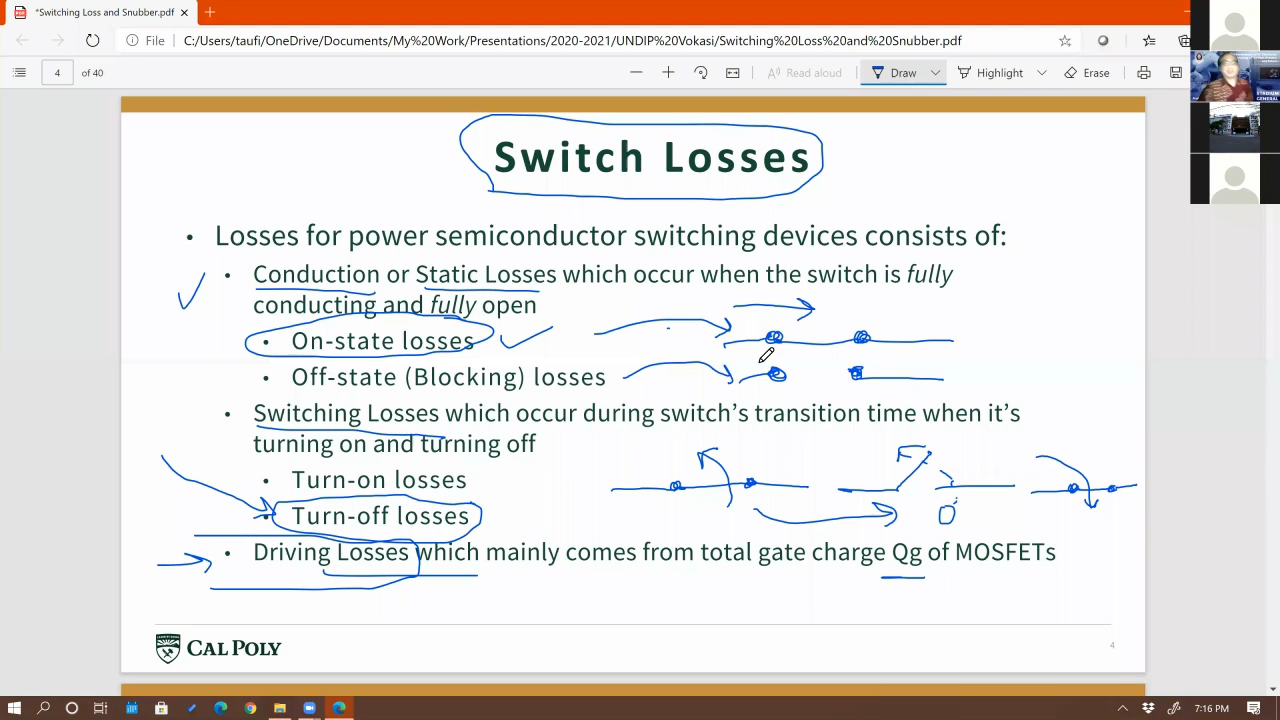 *Switching Loss and Snubber.pdf
File
C:/Users/taufi/OneDrive/Documents/My%20Work/Presentations/2020-2021/UNDIP%20Vokasi/Switching%20Loss%20and%20Snubber.pdf
4 of 40
Read aloud
Draw
Highlight
Erase
Switch Losses
• Losses for power semiconductor switching devices consists of:
• Conduction or Static Losses which occur when the switch is fully
conducting and fully open
• On-state losses
• Off-state (Blocking) losses
• Switching Losses which occur during switch's transition time when it's
turning on and turning off
• Turn-on losses
• Turn-off losses
• Driving Losses which mainly comes from total gate charge Qg of MOSFETs
CAL POLY
4
STADIUM
GENERAL
7:16 PM